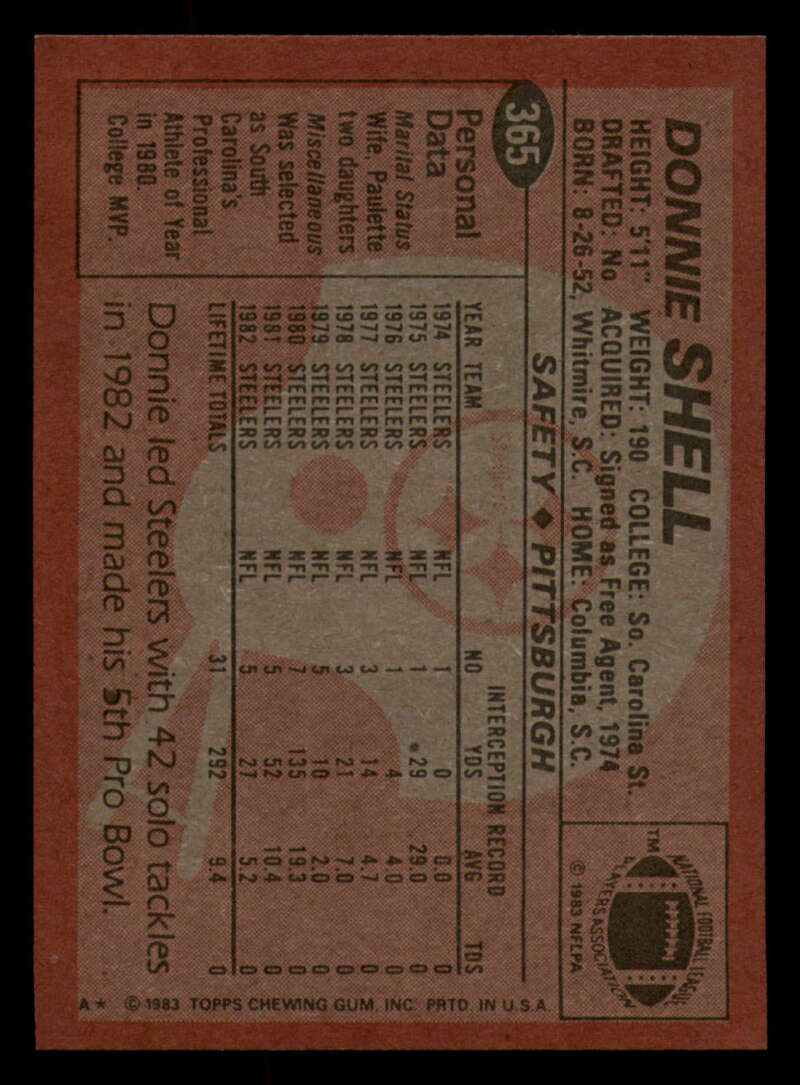 365
DONNIE SHELL
HEIGHT: 5'11" WEIGHT: 190 COLLEGE: So. Carolina St.
DRAFTED: No ACQUIRED: Signed as Free Agent, 1974
BORN: 8-26-52, Whitmire, S.C. HOME: Columbia, S.C.
SAFETY ♦ PITTSBURGH
TM
NATIONAL FOOTBALL LEAGUE
PLAYERS ASSOCIATION
© 1983 NFLPA
Personal
Data
Marital Status
Wife, Paulette
two daughters
Miscellaneous
Was selected
as South
Carolina's
Professional
Athlete of Year
in 1980.
College MVP.
INTERCEPTION RECORD
YEAR TEAM NO YDS AVG TDS
1974 STEELERS NFL 1 0 0.0 0
1975 STEELERS NFL 1 *29 29.0 0
1976 STEELERS NFL 1 4 4.0 0
1977 STEELERS NFL 3 14 4.7 0
1978 STEELERS NFL 3 21 7.0 0
1979 STEELERS NFL 5 10 2.0 0
1980 STEELERS NFL 7 135 19.3 0
1981 STEELERS NFL 5 52 10.4 0
1982 STEELERS NFL 5 27 5.2 0
LIFETIME TOTALS 31 292 9.4 0
Donnie led Steelers with 42 solo tackles
in 1982 and made his 5th Pro Bowl.
A* © 1983 TOPPS CHEWING GUM, INC. PRTD. IN U.S.A.